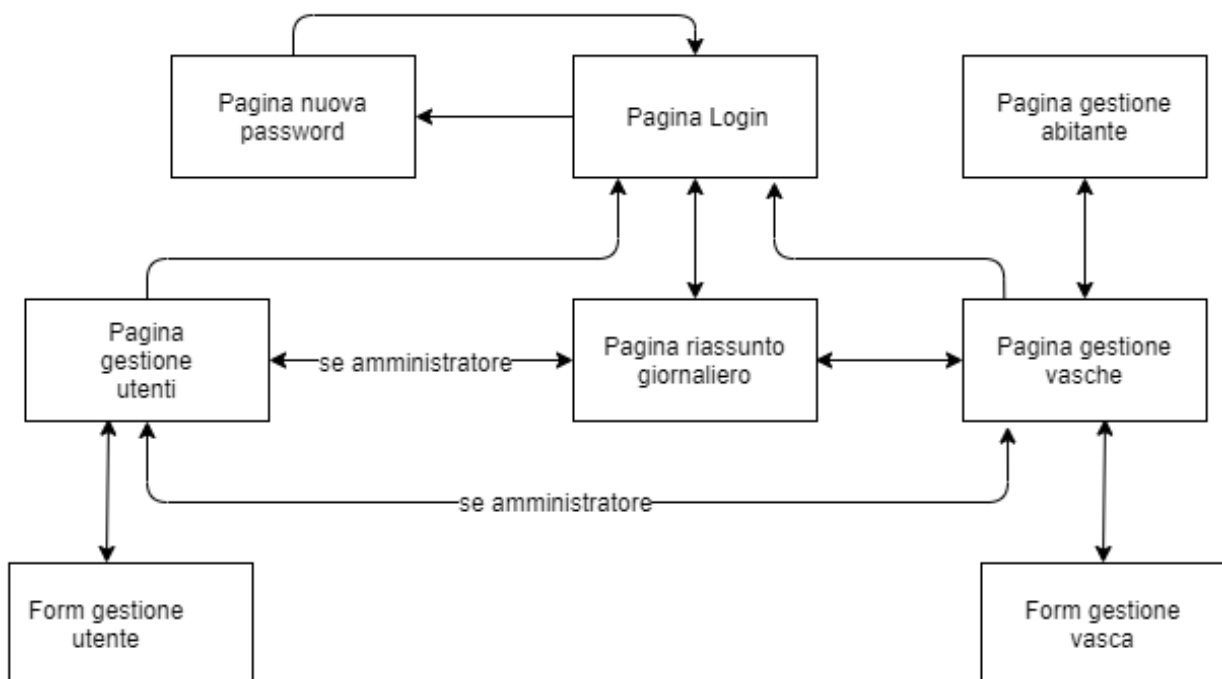 Pagina nuova
password
Pagina Login
Pagina gestione
abitante
Pagina
gestione
utenti
se amministratore
Pagina riassunto
giornaliero
Pagina gestione
vasche
se amministratore
Form gestione
utente
Form gestione
vasca